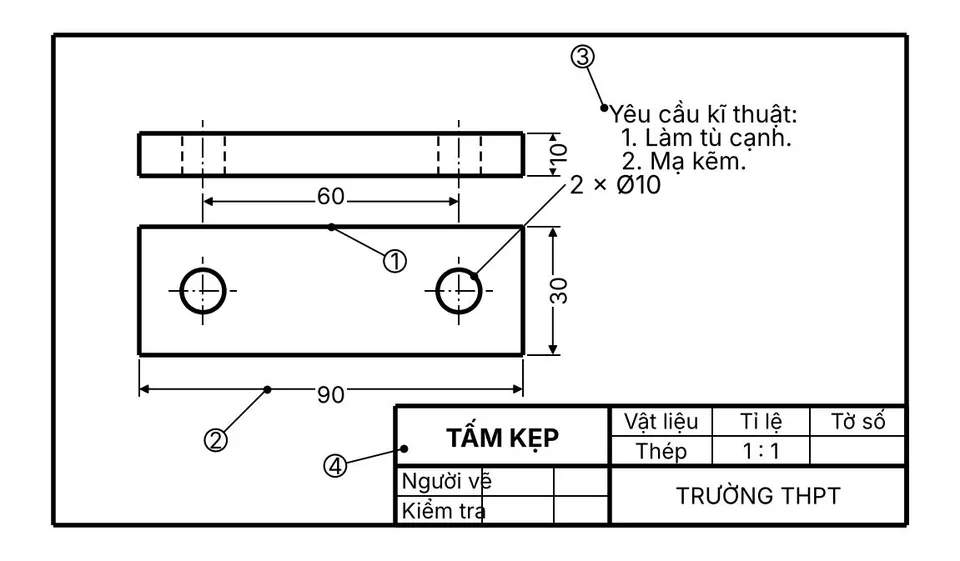 ③
Yêu cầu kĩ thuật:
1. Làm tù cạnh.
2. Mạ kẽm.
10
2 × Ø10
60
①
30
90
②
④
TẤM KẸP
Vật liệu Tỉ lệ Tờ số
Thép 1 : 1
Người vẽ
Kiểm tra
TRƯỜNG THPT